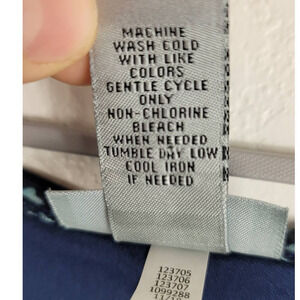 MACHINE
WASH COLD
WITH LIKE
COLORS
GENTLE CYCLE
ONLY
NON-CHLORINE
BLEACH
WHEN NEEDED
TUMBLE DRY LOW
COOL IRON
IF NEEDED
123705
123706
123707
1099288